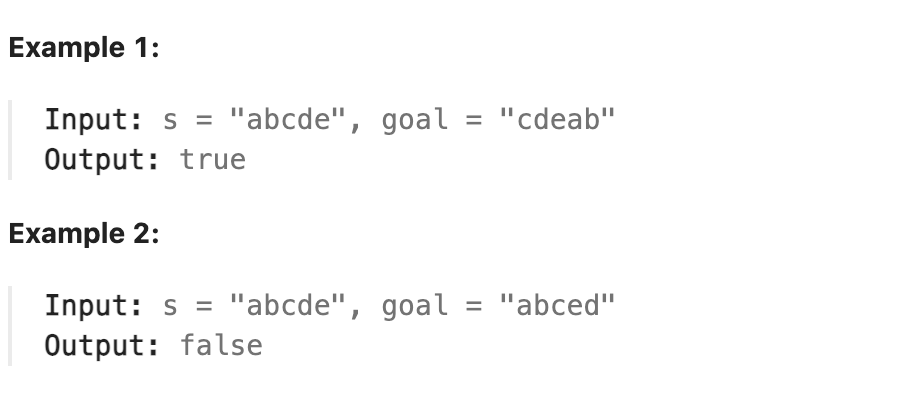 Example 1:
Input: s = "abcde", goal = "cdeab"
Output: true
Example 2:
Input: s = "abcde", goal = "abced"
Output: false